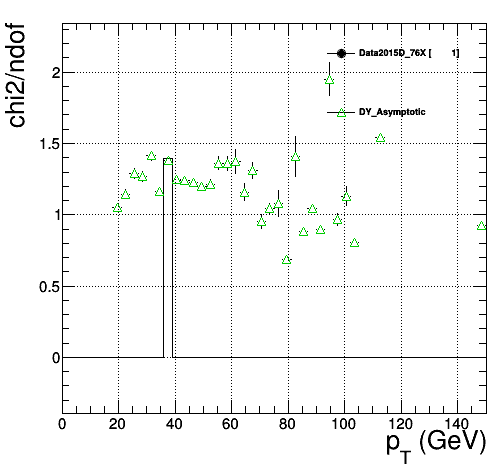 chi2/ndof
Data2015D_76X [ 1]
DY_Asymptotic
2
1.5
1
0.5
0
0 20 40 60 80 100 120 140
p_T (GeV)